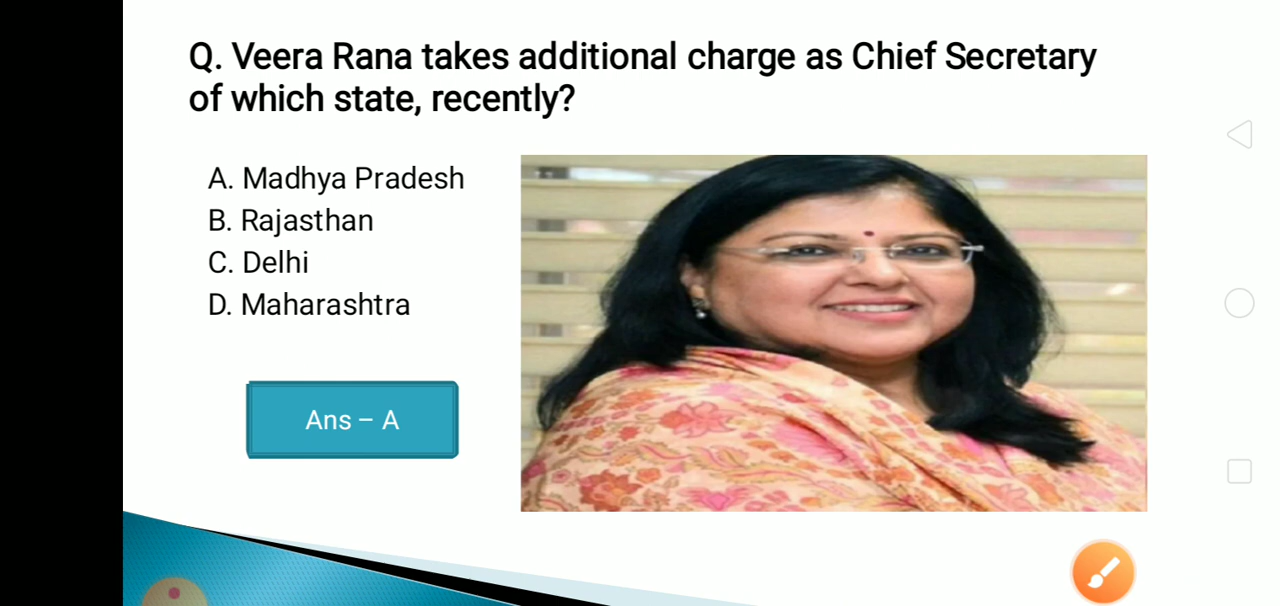 Q. Veera Rana takes additional charge as Chief Secretary
of which state, recently?
A. Madhya Pradesh
B. Rajasthan
C. Delhi
D. Maharashtra
Ans – A